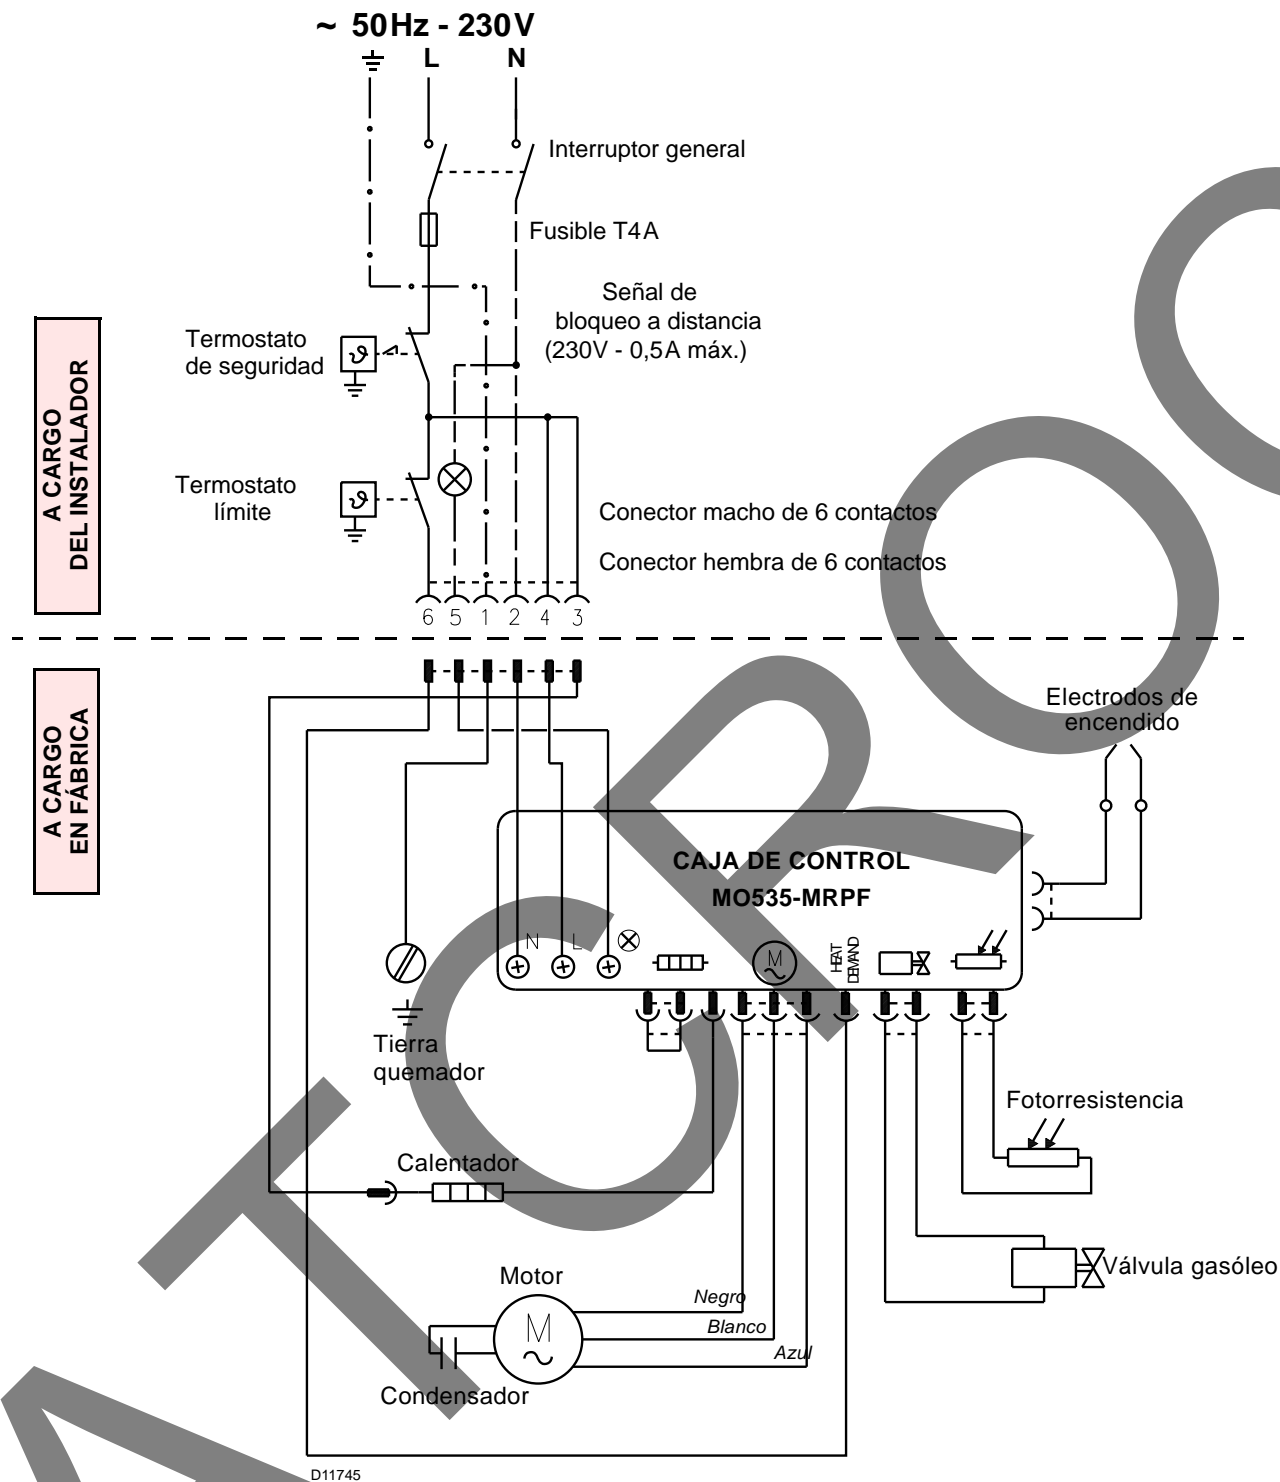 ~ 50Hz - 230V
L N
Interruptor general
Fusible T4A
Señal de
bloqueo a distancia
(230V - 0,5A máx.)
Termostato
de seguridad
A CARGO
DEL INSTALADOR
Termostato
límite
Conector macho de 6 contactos
Conector hembra de 6 contactos
6 5 1 2 4 3
A CARGO
EN FÁBRICA
Electrodos de
encendido
CAJA DE CONTROL
MO535-MRPF
N L M
HEAT
DEMAND
Tierra
quemador
Fotorresistencia
Calentador
Válvula gasóleo
Motor
M
Negro
Blanco
Azul
Condensador
D11745